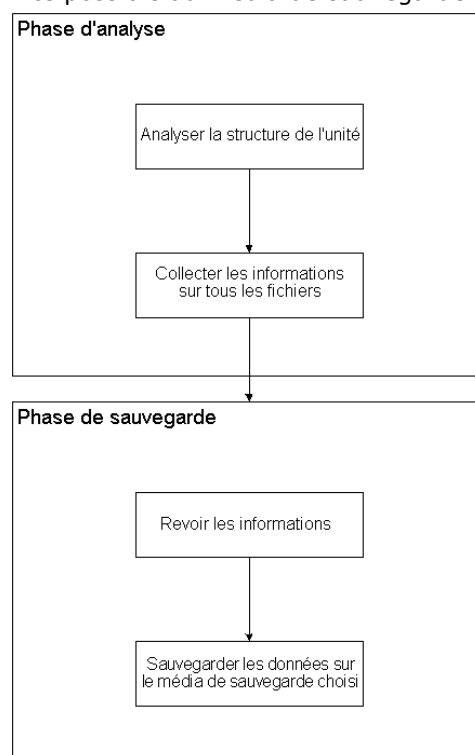 Phase d'analyse
Analyser la structure de l'unité
Collecter les informations
sur tous les fichiers
Phase de sauvegarde
Revoir les informations
Sauvegarder les données sur
le média de sauvegarde choisi